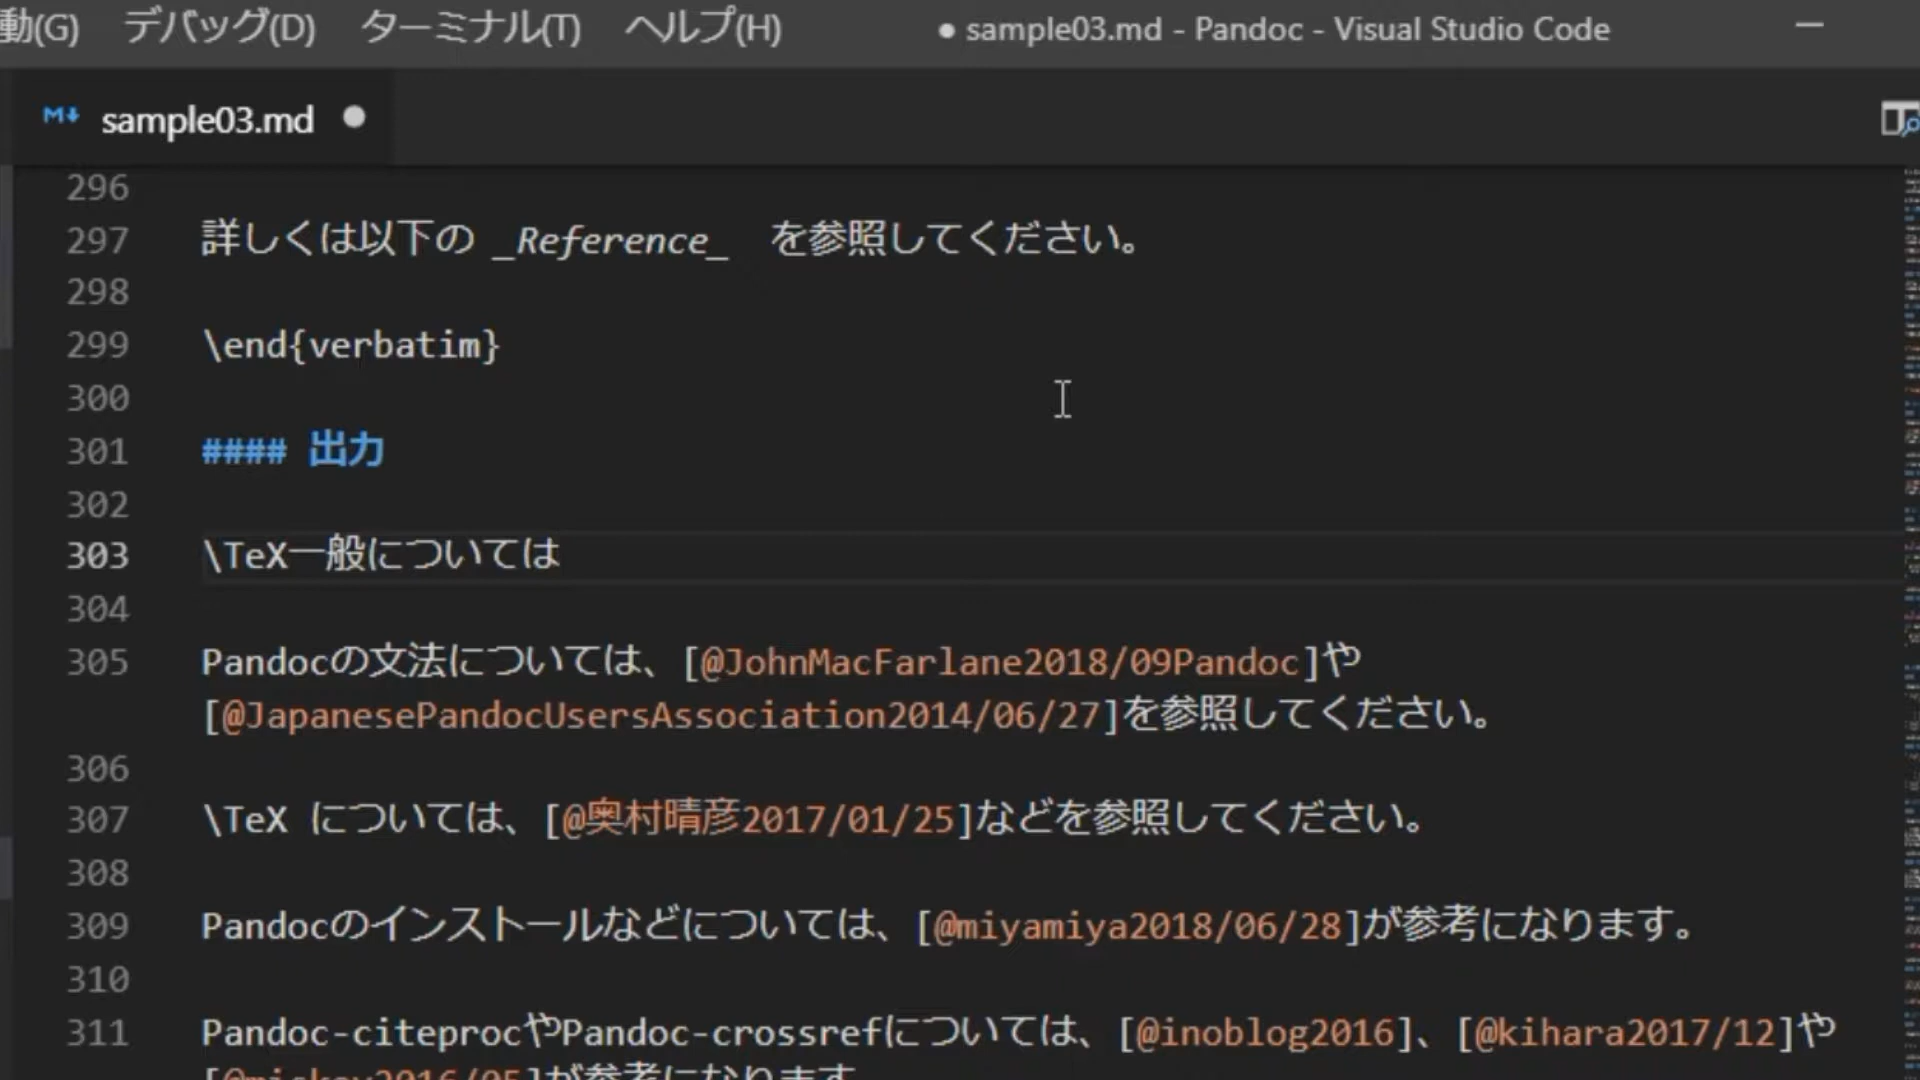 動(G) デバッグ(D) ターミナル(T) ヘルプ(H) ● sample03.md - Pandoc - Visual Studio Code
sample03.md
296
297 詳しくは以下の _Reference_ を参照してください。
298
299 \end{verbatim}
300
301 #### 出力
302
303 \TeX一般については
304
305 Pandocの文法については、[@JohnMacFarlane2018/09Pandoc]や
[@JapanesePandocUsersAssociation2014/06/27]を参照してください。
306
307 \TeX については、[@奥村晴彦2017/01/25]などを参照してください。
308
309 Pandocのインストールなどについては、[@miyamiya2018/06/28]が参考になります。
310
311 Pandoc-citeprocやPandoc-crossrefについては、[@inoblog2016]、[@kihara2017/12]や
が参考になります